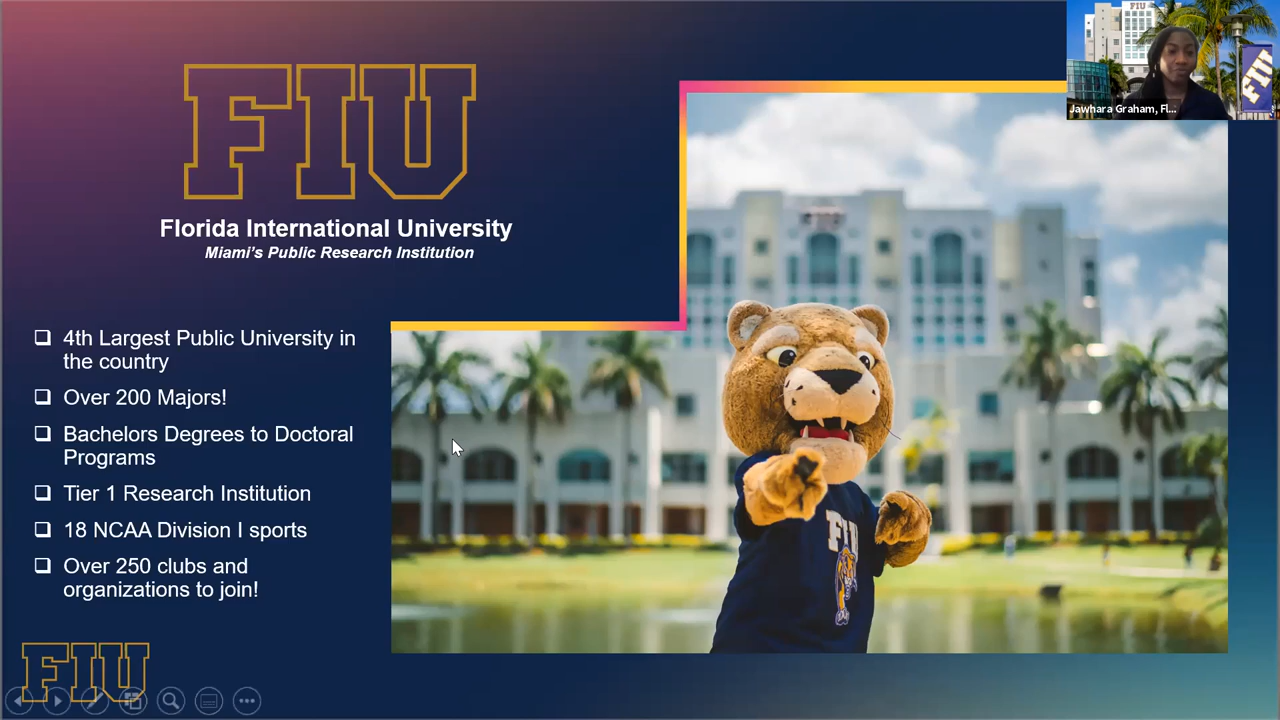 FIU
Florida International University
Miami's Public Research Institution
4th Largest Public University in
the country
Over 200 Majors!
Bachelors Degrees to Doctoral
Programs
Tier 1 Research Institution
18 NCAA Division I sports
Over 250 clubs and
organizations to join!
FIU
FIU
FIU
FIU
Jawhara Graham, Fl...